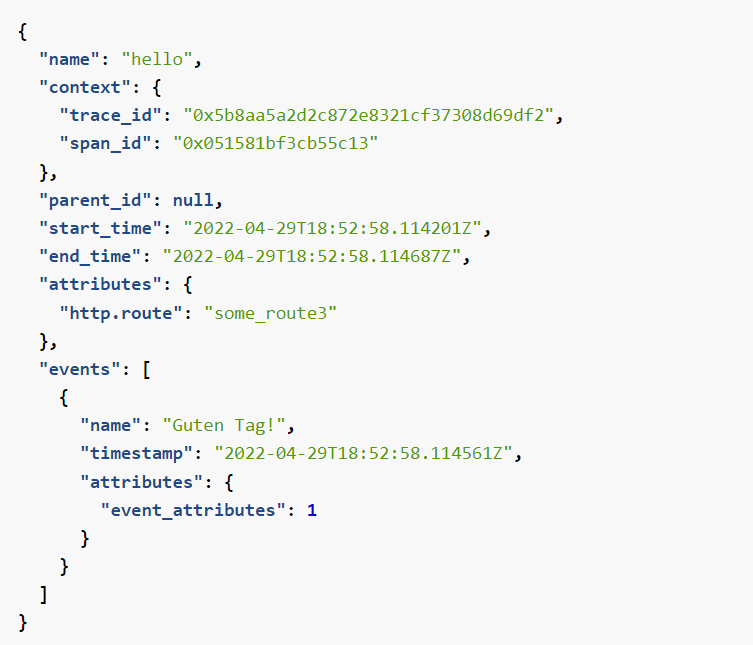 {
  "name": "hello",
  "context": {
    "trace_id": "0x5b8aa5a2d2c872e8321cf37308d69df2",
    "span_id": "0x051581bf3cb55c13"
  },
  "parent_id": null,
  "start_time": "2022-04-29T18:52:58.114201Z",
  "end_time": "2022-04-29T18:52:58.114687Z",
  "attributes": {
    "http.route": "some_route3"
  },
  "events": [
    {
      "name": "Guten Tag!",
      "timestamp": "2022-04-29T18:52:58.114561Z",
      "attributes": {
        "event_attributes": 1
      }
    }
  ]
}